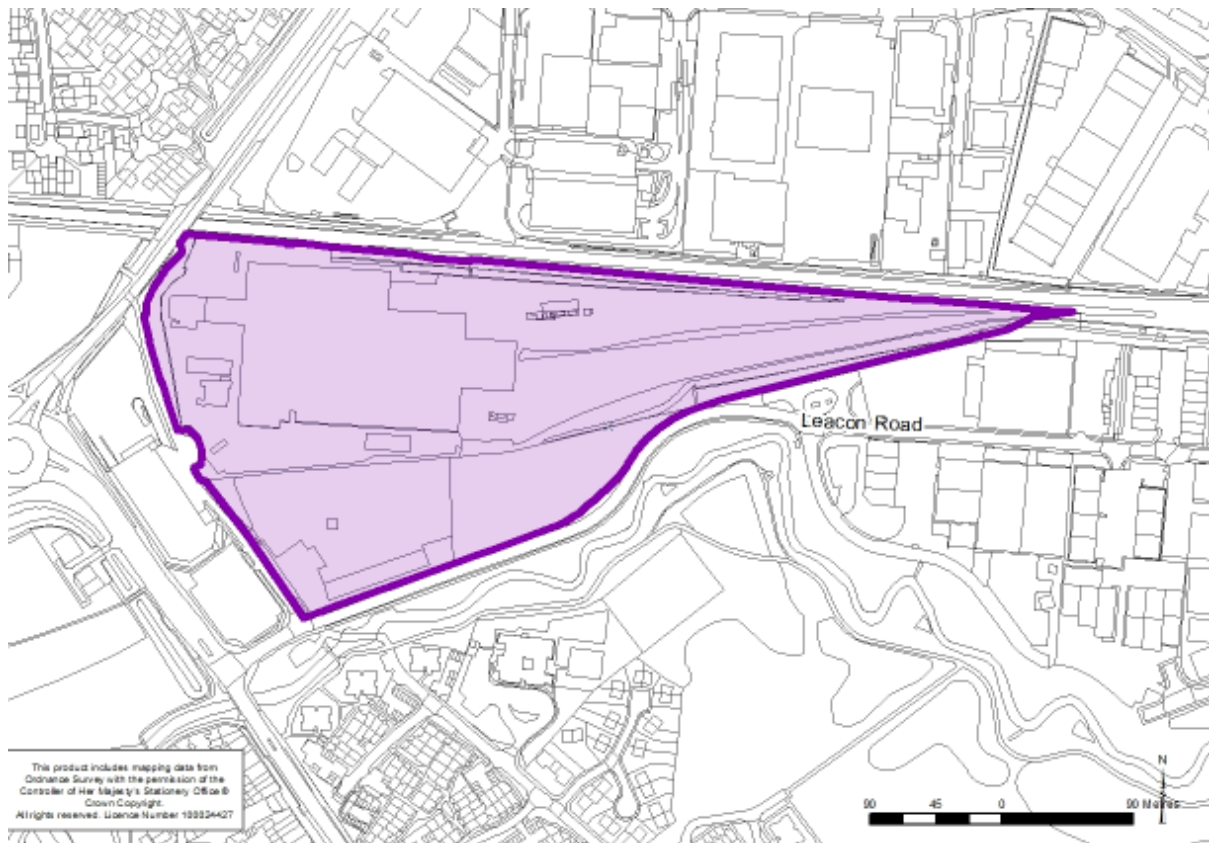 Leacon Road
This product includes mapping data from
Ordnance Survey with the permission of the
Controller of Her Majesty's Stationery Office ©
Crown Copyright.
All rights reserved. Licence Number 100024427
N
90 45 0 90 Metres